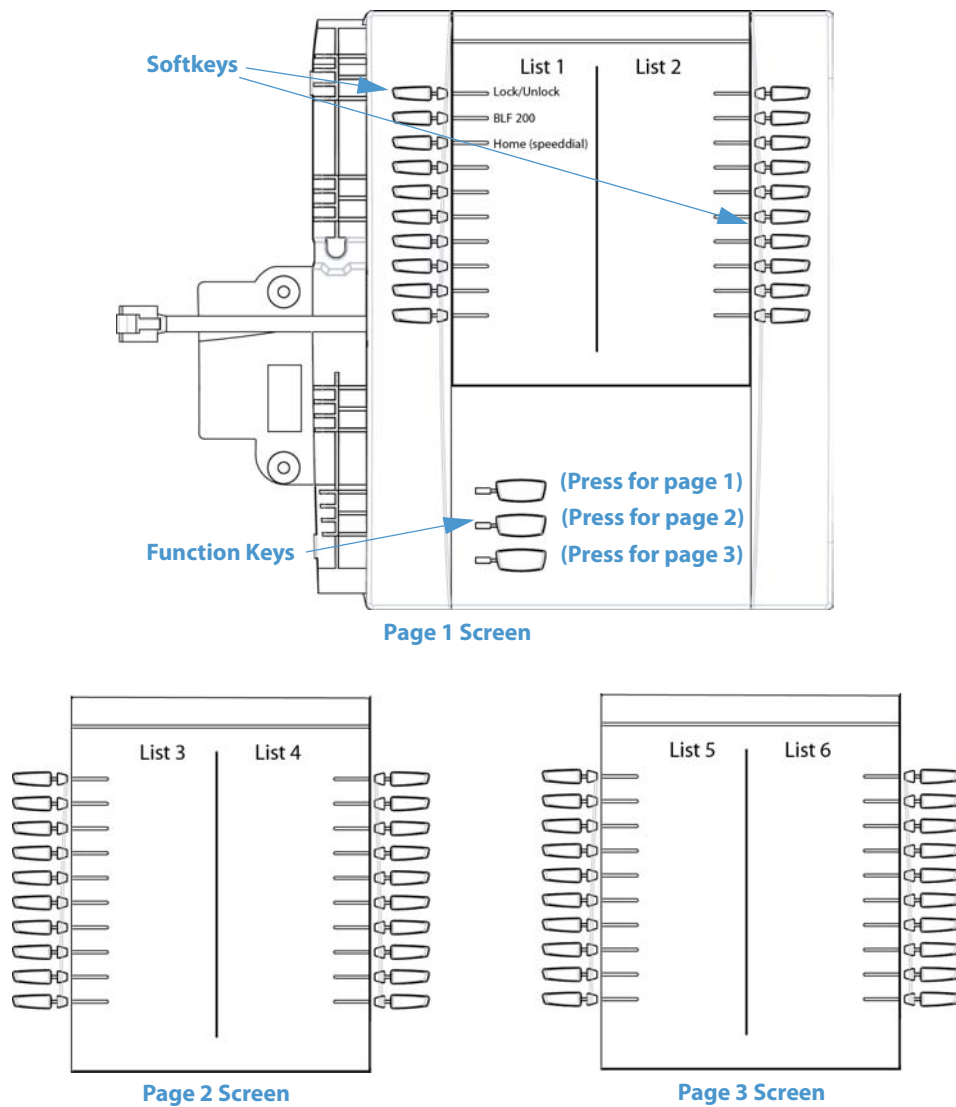 Softkeys
List 1
List 2
Lock/Unlock
BLF 200
Home (speeddial)
(Press for page 1)
(Press for page 2)
Function Keys
(Press for page 3)
Page 1 Screen
List 3
List 4
List 5
List 6
Page 2 Screen
Page 3 Screen